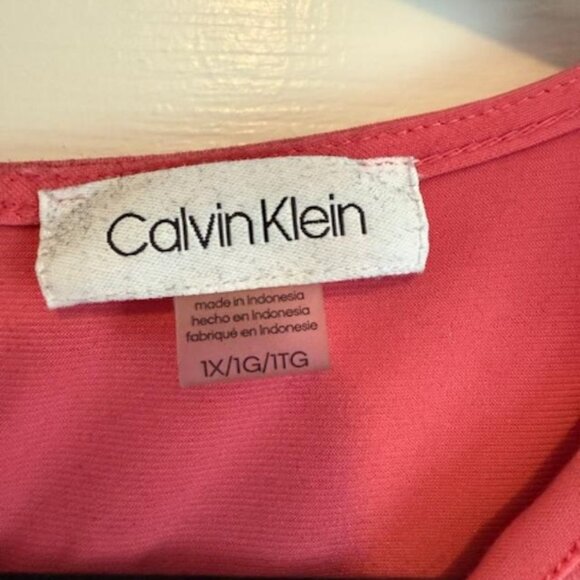 Calvin Klein
made in Indonesia
hecho en Indonesia
fabriqué en Indonesie
1X/1G/1TG